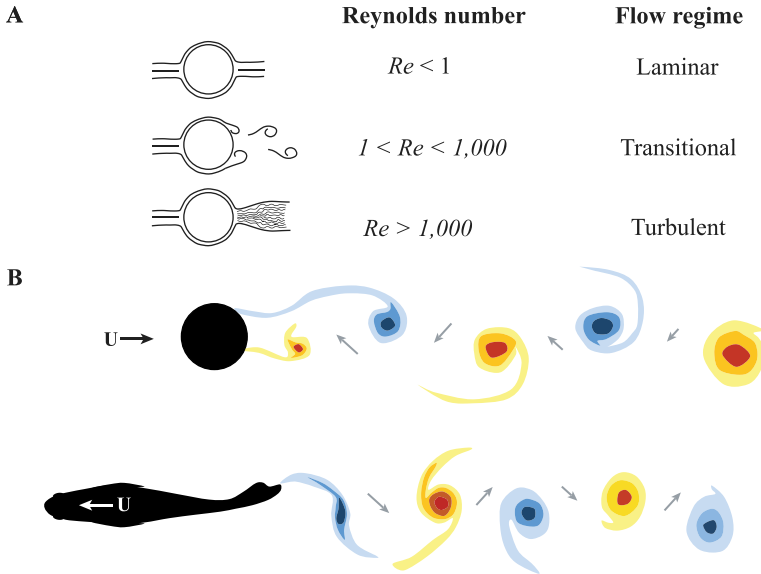 A
Reynolds number Flow regime
Re < 1 Laminar
1 < Re < 1,000 Transitional
Re > 1,000 Turbulent
B
U
U